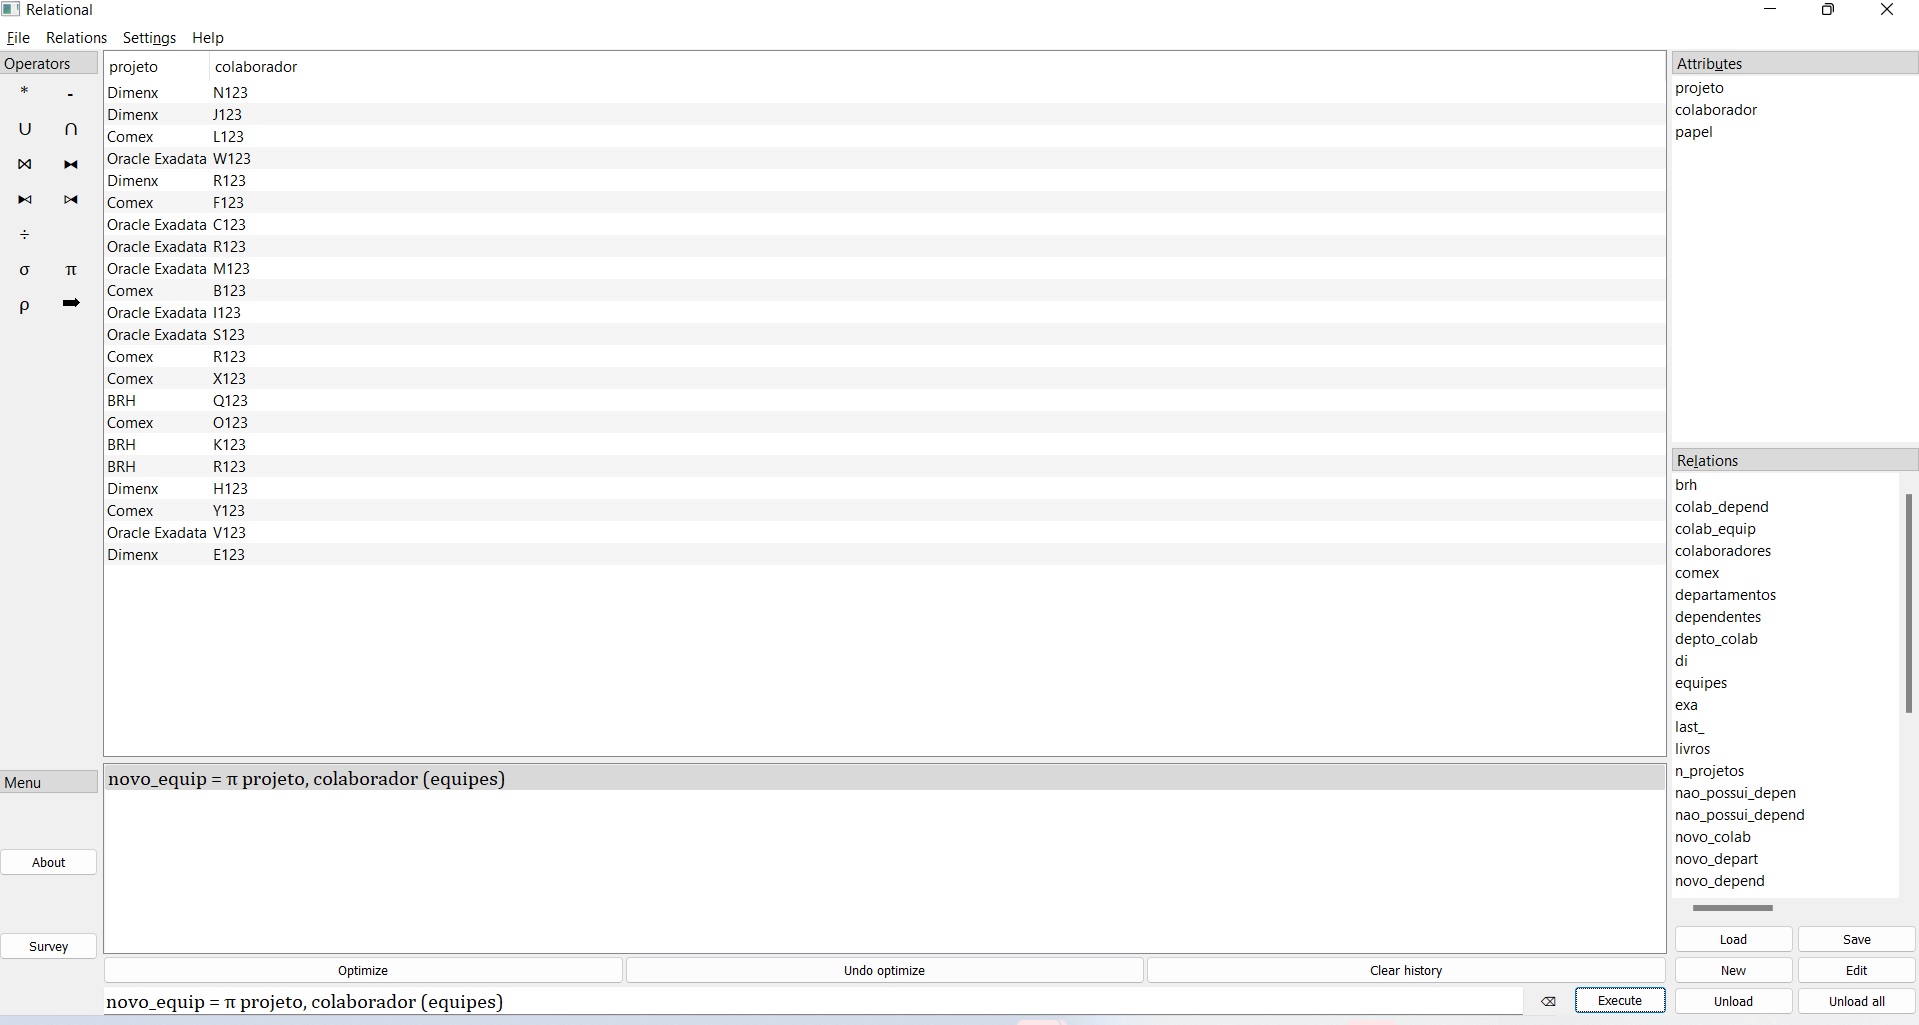 Relational
File Relations Settings Help
Operators
* -
∪ ∩
⋈ ⧓
⧑ ⧒
÷
σ π
ρ ➡
projeto colaborador
Dimenx N123
Dimenx J123
Comex L123
Oracle Exadata W123
Dimenx R123
Comex F123
Oracle Exadata C123
Oracle Exadata R123
Oracle Exadata M123
Comex B123
Oracle Exadata I123
Oracle Exadata S123
Comex R123
Comex X123
BRH Q123
Comex O123
BRH K123
BRH R123
Dimenx H123
Comex Y123
Oracle Exadata V123
Dimenx E123
Attributes
projeto
colaborador
papel
Relations
brh
colab_depend
colab_equip
colaboradores
comex
departamentos
dependentes
depto_colab
di
equipes
exa
last_
livros
n_projetos
nao_possui_depen
nao_possui_depend
novo_colab
novo_depart
novo_depend
Menu
About
Survey
novo_equip = π projeto, colaborador (equipes)
Optimize Undo optimize Clear history
novo_equip = π projeto, colaborador (equipes)
⌫ Execute
Load Save
New Edit
Unload Unload all